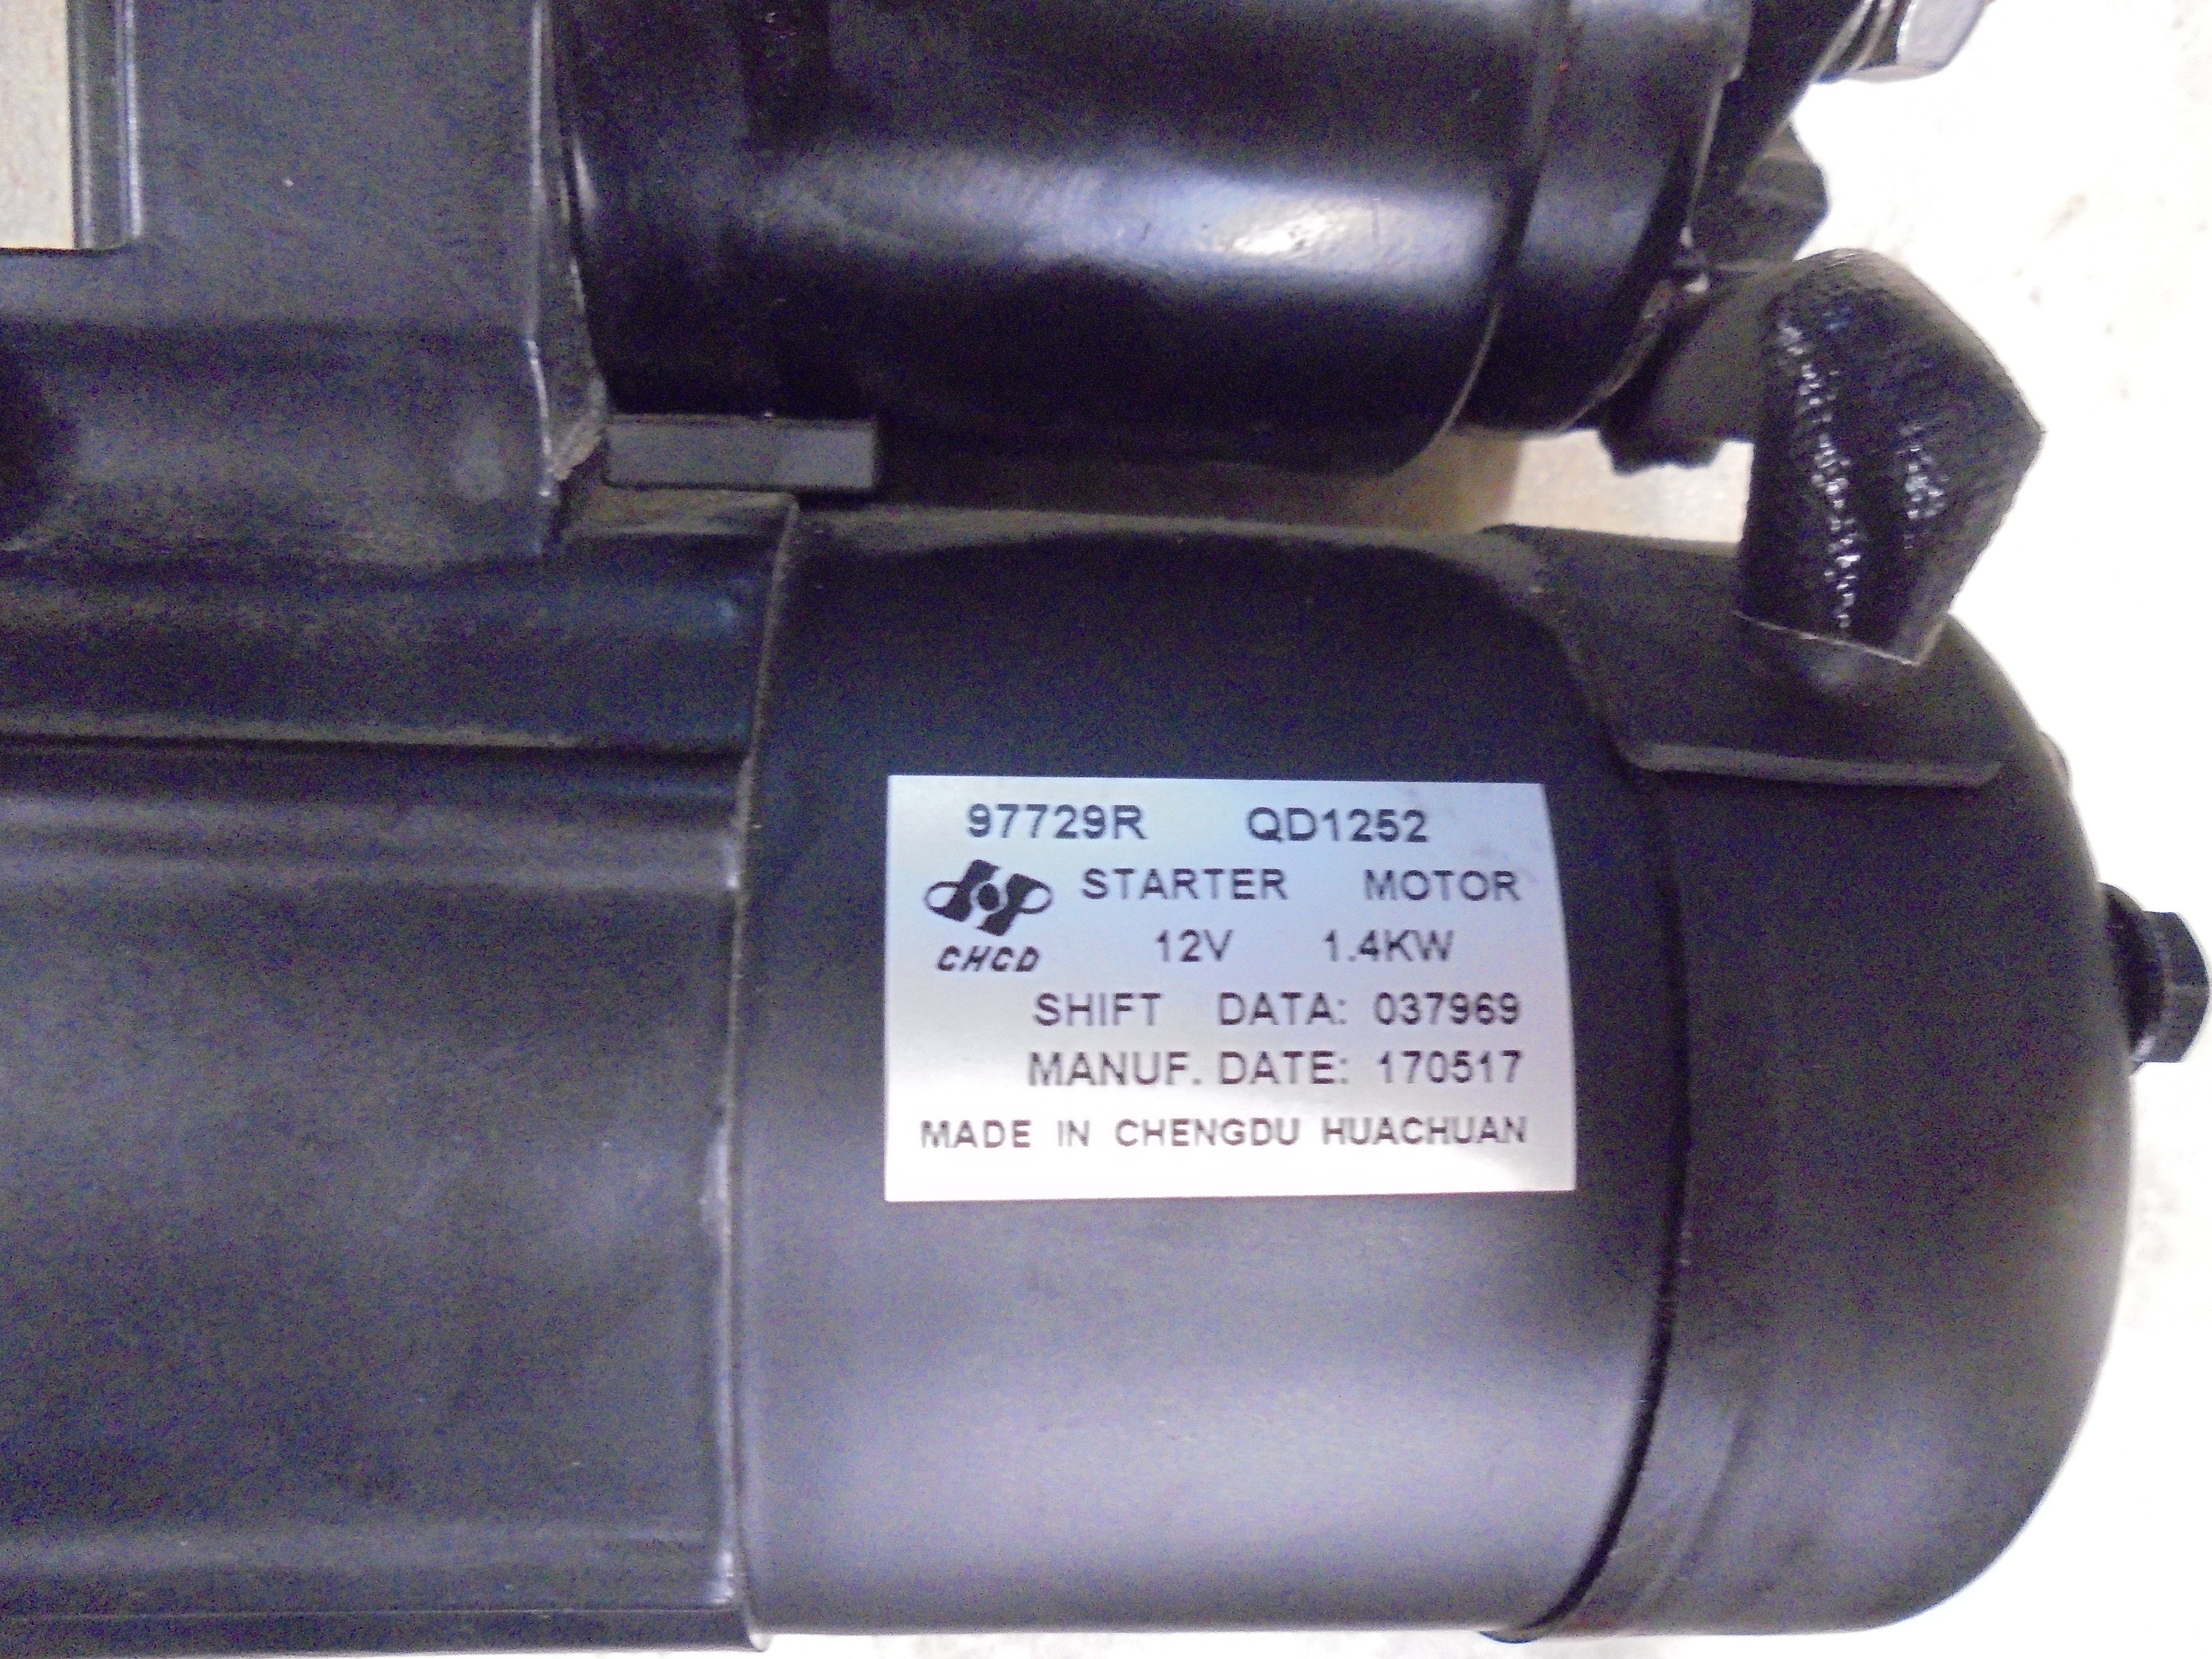 97729R QD1252
STARTER MOTOR
CHCD 12V 1.4KW
SHIFT DATA: 037969
MANUF. DATE: 170517
MADE IN CHENGDU HUACHUAN